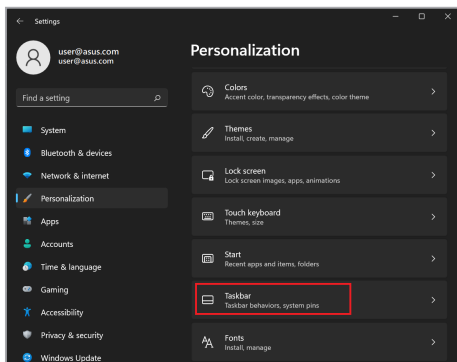 Settings
user@asus.com
user@asus.com
Find a setting
System
Bluetooth & devices
Network & internet
Personalization
Apps
Accounts
Time & language
Gaming
Accessibility
Privacy & security
Windows Update
Personalization
Colors
Accent color, transparency effects, color theme
Themes
Install, create, manage
Lock screen
Lock screen images, apps, animations
Touch keyboard
Themes, size
Start
Recent apps and items, folders
Taskbar
Taskbar behaviors, system pins
Fonts
Install, manage